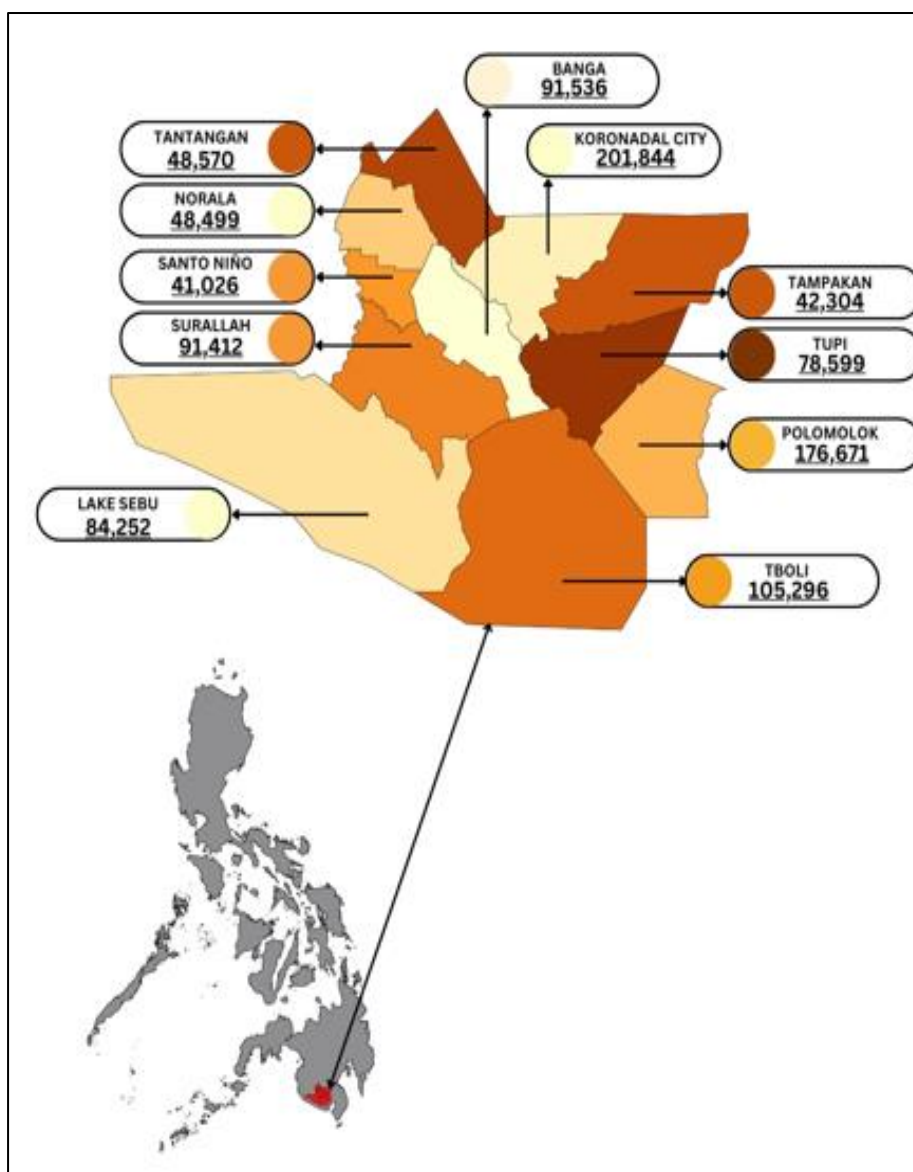 BANGA
91,536
TANTANGAN
48,570
KORONADAL CITY
201,844
NORALA
48,499
SANTO NIÑO
41,026
TAMPAKAN
42,304
SURALLAH
91,412
TUPI
78,599
POLOMOLOK
176,671
LAKE SEBU
84,252
TBOLI
105,296